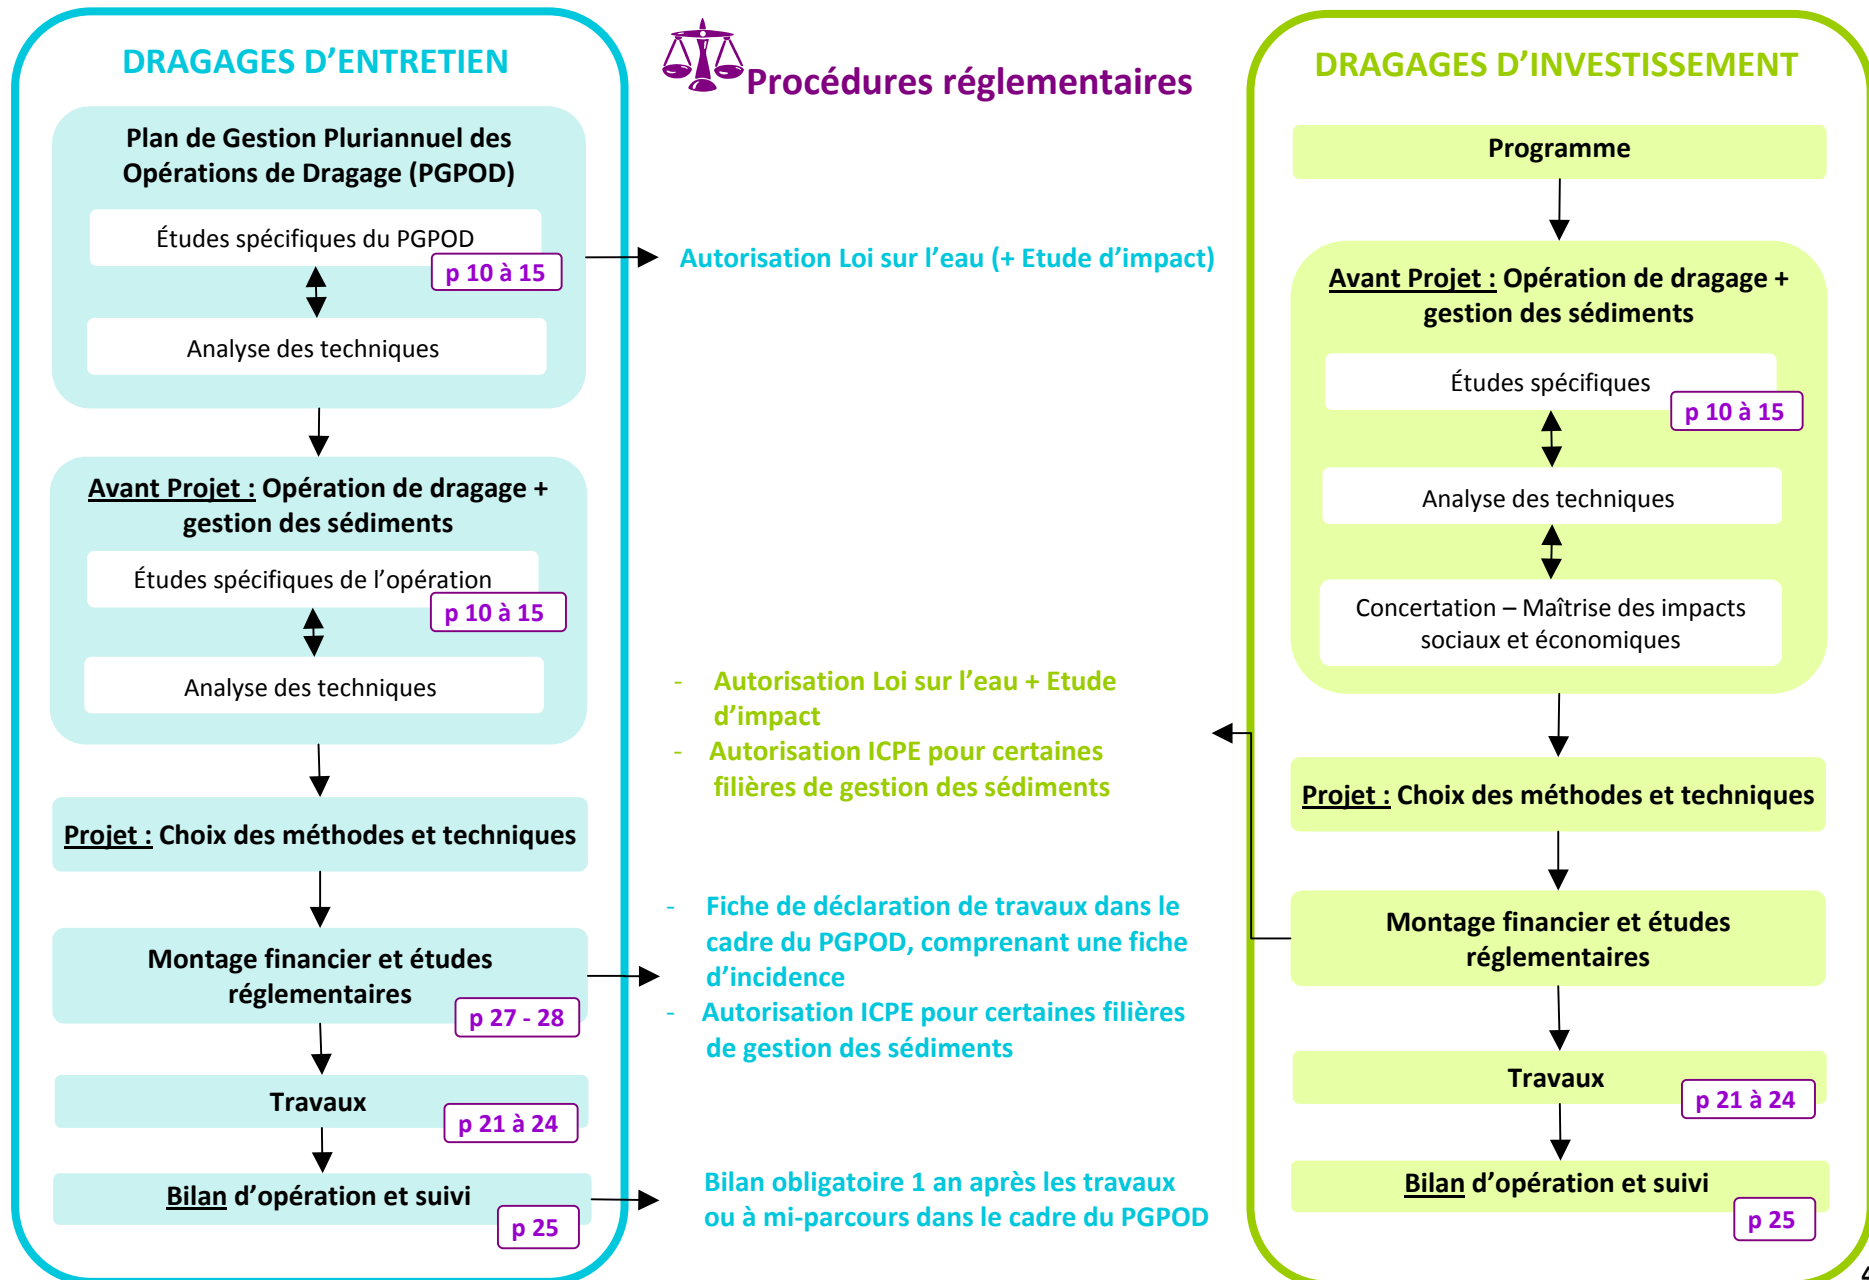 DRAGAGES D'ENTRETIEN
Plan de Gestion Pluriannuel des
Opérations de Dragage (PGPOD)
Études spécifiques du PGPOD
p 10 à 15
Analyse des techniques
Avant Projet : Opération de dragage +
gestion des sédiments
Études spécifiques de l'opération
p 10 à 15
Analyse des techniques
Projet : Choix des méthodes et techniques
Montage financier et études
réglementaires
p 27 - 28
Travaux
p 21 à 24
Bilan d'opération et suivi
p 25
Procédures réglementaires
Autorisation Loi sur l'eau (+ Etude d'impact)
- Autorisation Loi sur l'eau + Etude
d'impact
- Autorisation ICPE pour certaines
filières de gestion des sédiments
- Fiche de déclaration de travaux dans le
cadre du PGPOD, comprenant une fiche
d'incidence
- Autorisation ICPE pour certaines filières
de gestion des sédiments
Bilan obligatoire 1 an après les travaux
ou à mi-parcours dans le cadre du PGPOD
DRAGAGES D'INVESTISSEMENT
Programme
Avant Projet : Opération de dragage +
gestion des sédiments
Études spécifiques
p 10 à 15
Analyse des techniques
Concertation – Maîtrise des impacts
sociaux et économiques
Projet : Choix des méthodes et techniques
Montage financier et études
réglementaires
Travaux
p 21 à 24
Bilan d'opération et suivi
p 25